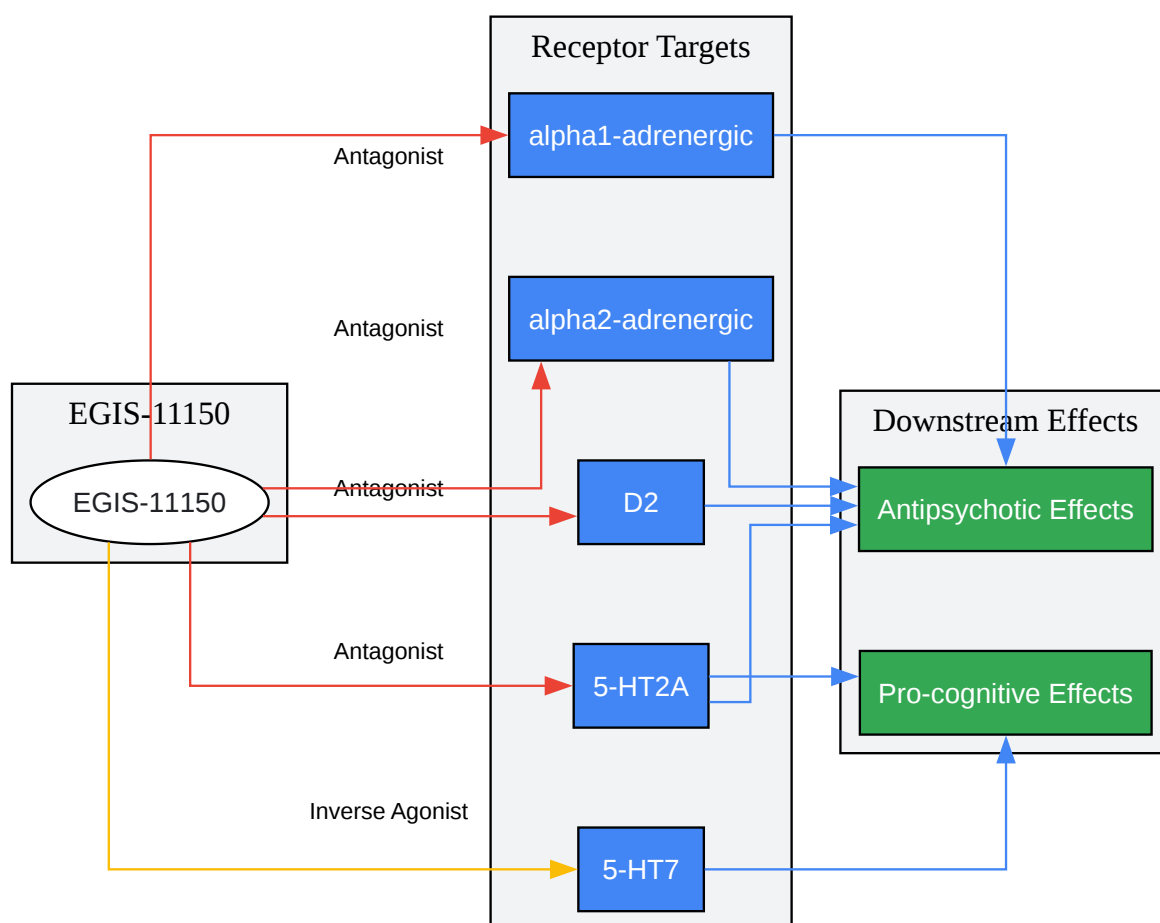 Receptor Targets
alpha1-adrenergic
Antagonist
alpha2-adrenergic
Antagonist
EGIS-11150
EGIS-11150
Antagonist
D2
Downstream Effects
Antipsychotic Effects
Antagonist
5-HT2A
Pro-cognitive Effects
Inverse Agonist
5-HT7